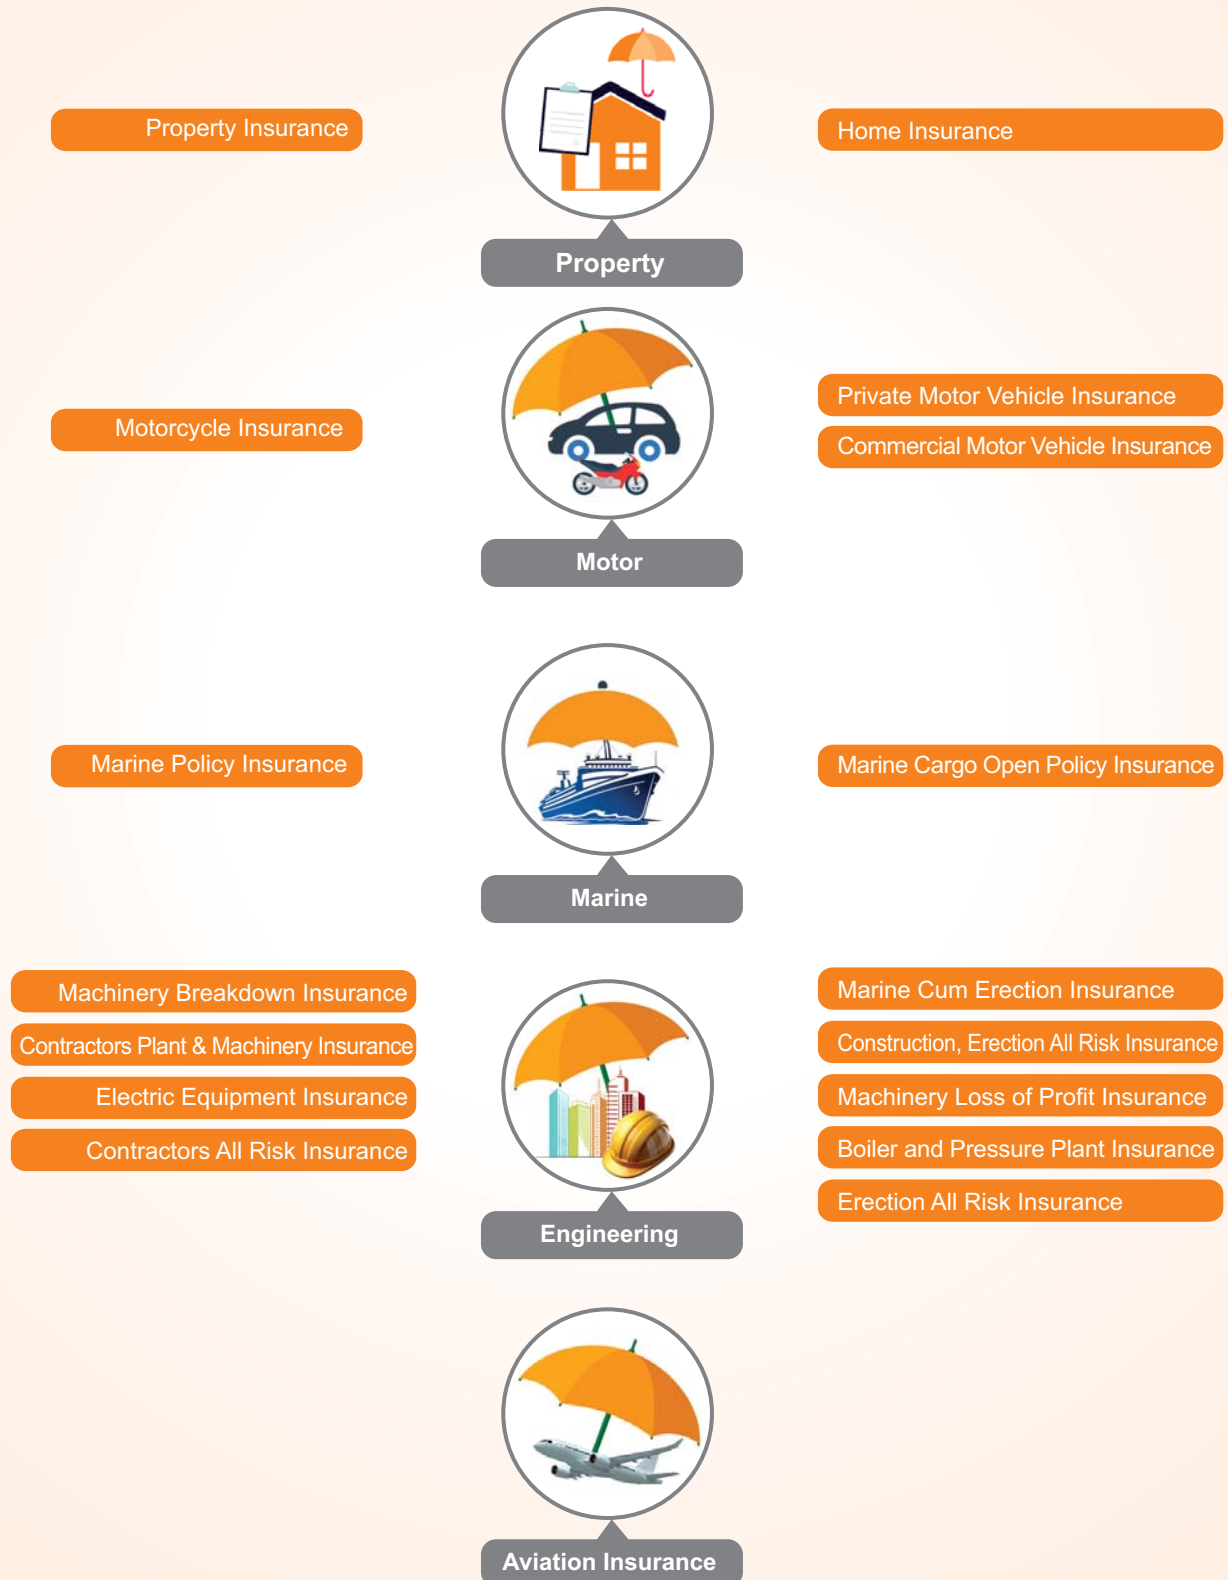 Property Insurance
Home Insurance
Property
Motorcycle Insurance
Private Motor Vehicle Insurance
Commercial Motor Vehicle Insurance
Motor
Marine Policy Insurance
Marine Cargo Open Policy Insurance
Marine
Machinery Breakdown Insurance
Contractors Plant & Machinery Insurance
Electric Equipment Insurance
Contractors All Risk Insurance
Marine Cum Erection Insurance
Construction, Erection All Risk Insurance
Machinery Loss of Profit Insurance
Boiler and Pressure Plant Insurance
Erection All Risk Insurance
Engineering
Aviation Insurance